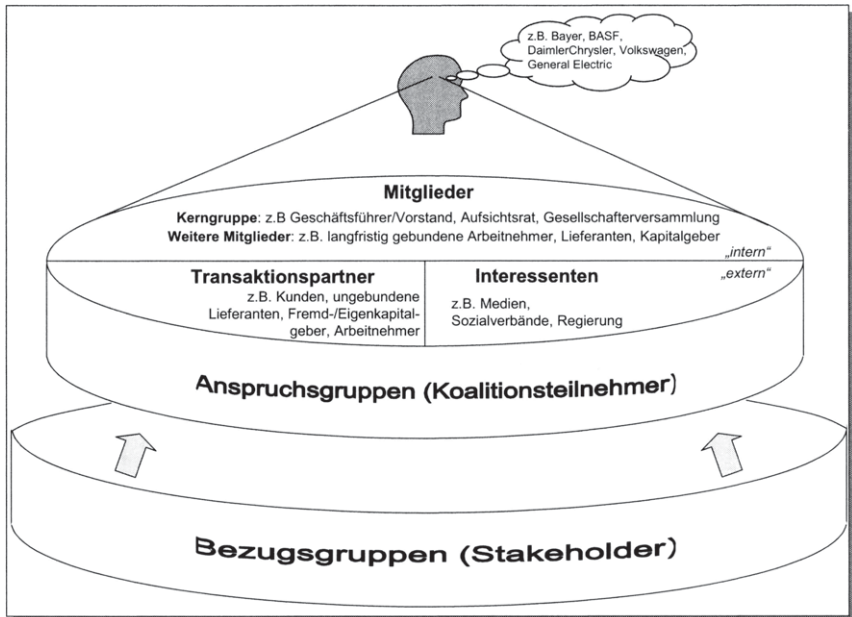 z.B. Bayer, BASF,
DaimlerChrysler, Volkswagen,
General Electric
Mitglieder
Kerngruppe: z.B Geschäftsführer/Vorstand, Aufsichtsrat, Gesellschafterversammlung
Weitere Mitglieder: z.B. langfristig gebundene Arbeitnehmer, Lieferanten, Kapitalgeber
„intern“
„extern“
Transaktionspartner
z.B. Kunden, ungebundene
Lieferanten, Fremd-/Eigenkapital-
geber, Arbeitnehmer
Interessenten
z.B. Medien,
Sozialverbände, Regierung
Anspruchsgruppen (Koalitionsteilnehmer)
Bezugsgruppen (Stakeholder)